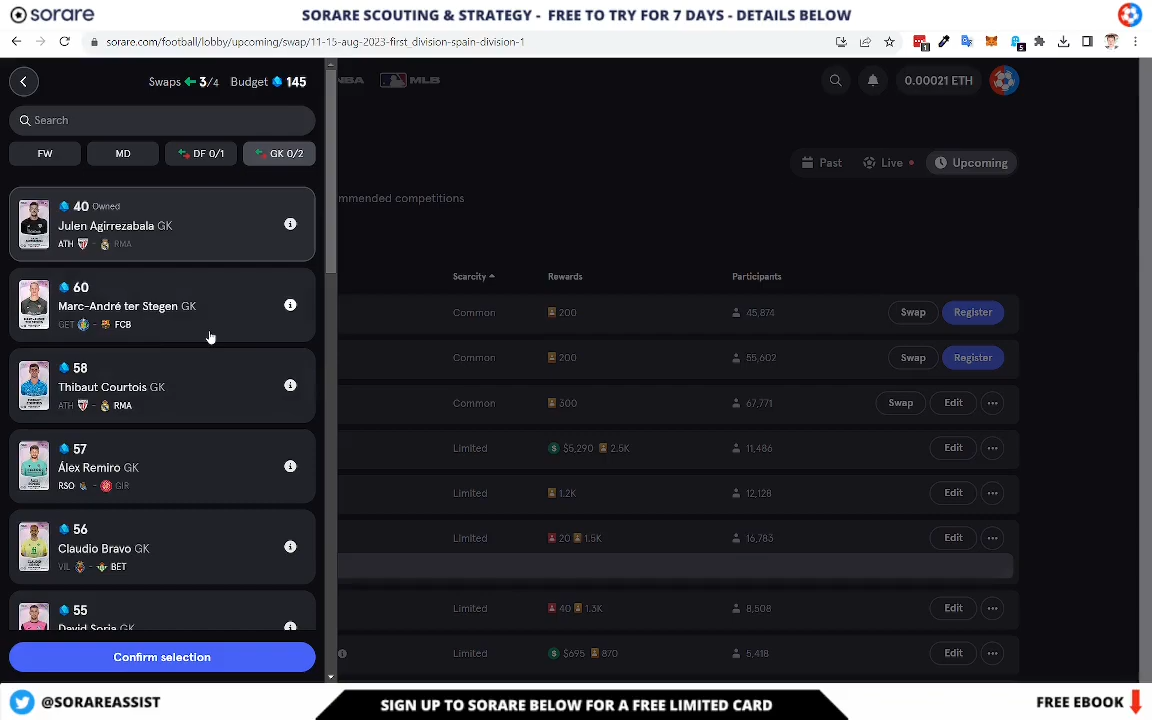 sorare SORARE SCOUTING & STRATEGY - FREE TO TRY FOR 7 DAYS - DETAILS BELOW
sorare.com/football/lobby/upcoming/swap/11-15-aug-2023-first_division-spain-division-1
Swaps 3/4 Budget 145
NBA MLB
0.00021 ETH
Search
FW MD DF 0/1 GK 0/2
Past Live Upcoming
40 Owned
Julen Agirrezabala GK
ATH - RMA
mmended competitions
60
Marc-André ter Stegen GK
GET - FCB
58
Thibaut Courtois GK
ATH - RMA
57
Álex Remiro GK
RSO - GIR
56
Claudio Bravo GK
VIL - BET
55
David Soria GK
Confirm selection
Scarcity Rewards Participants
Common 200 45,874 Swap Register
Common 200 55,602 Swap Register
Common 300 67,771 Swap Edit
Limited $5,290 2.5K 11,486 Edit
Limited 1.2K 12,128 Edit
Limited 20 1.5K 16,783 Edit
Limited 40 1.3K 8,508 Edit
Limited $695 870 5,418 Edit
@SORAREASSIST SIGN UP TO SORARE BELOW FOR A FREE LIMITED CARD FREE EBOOK